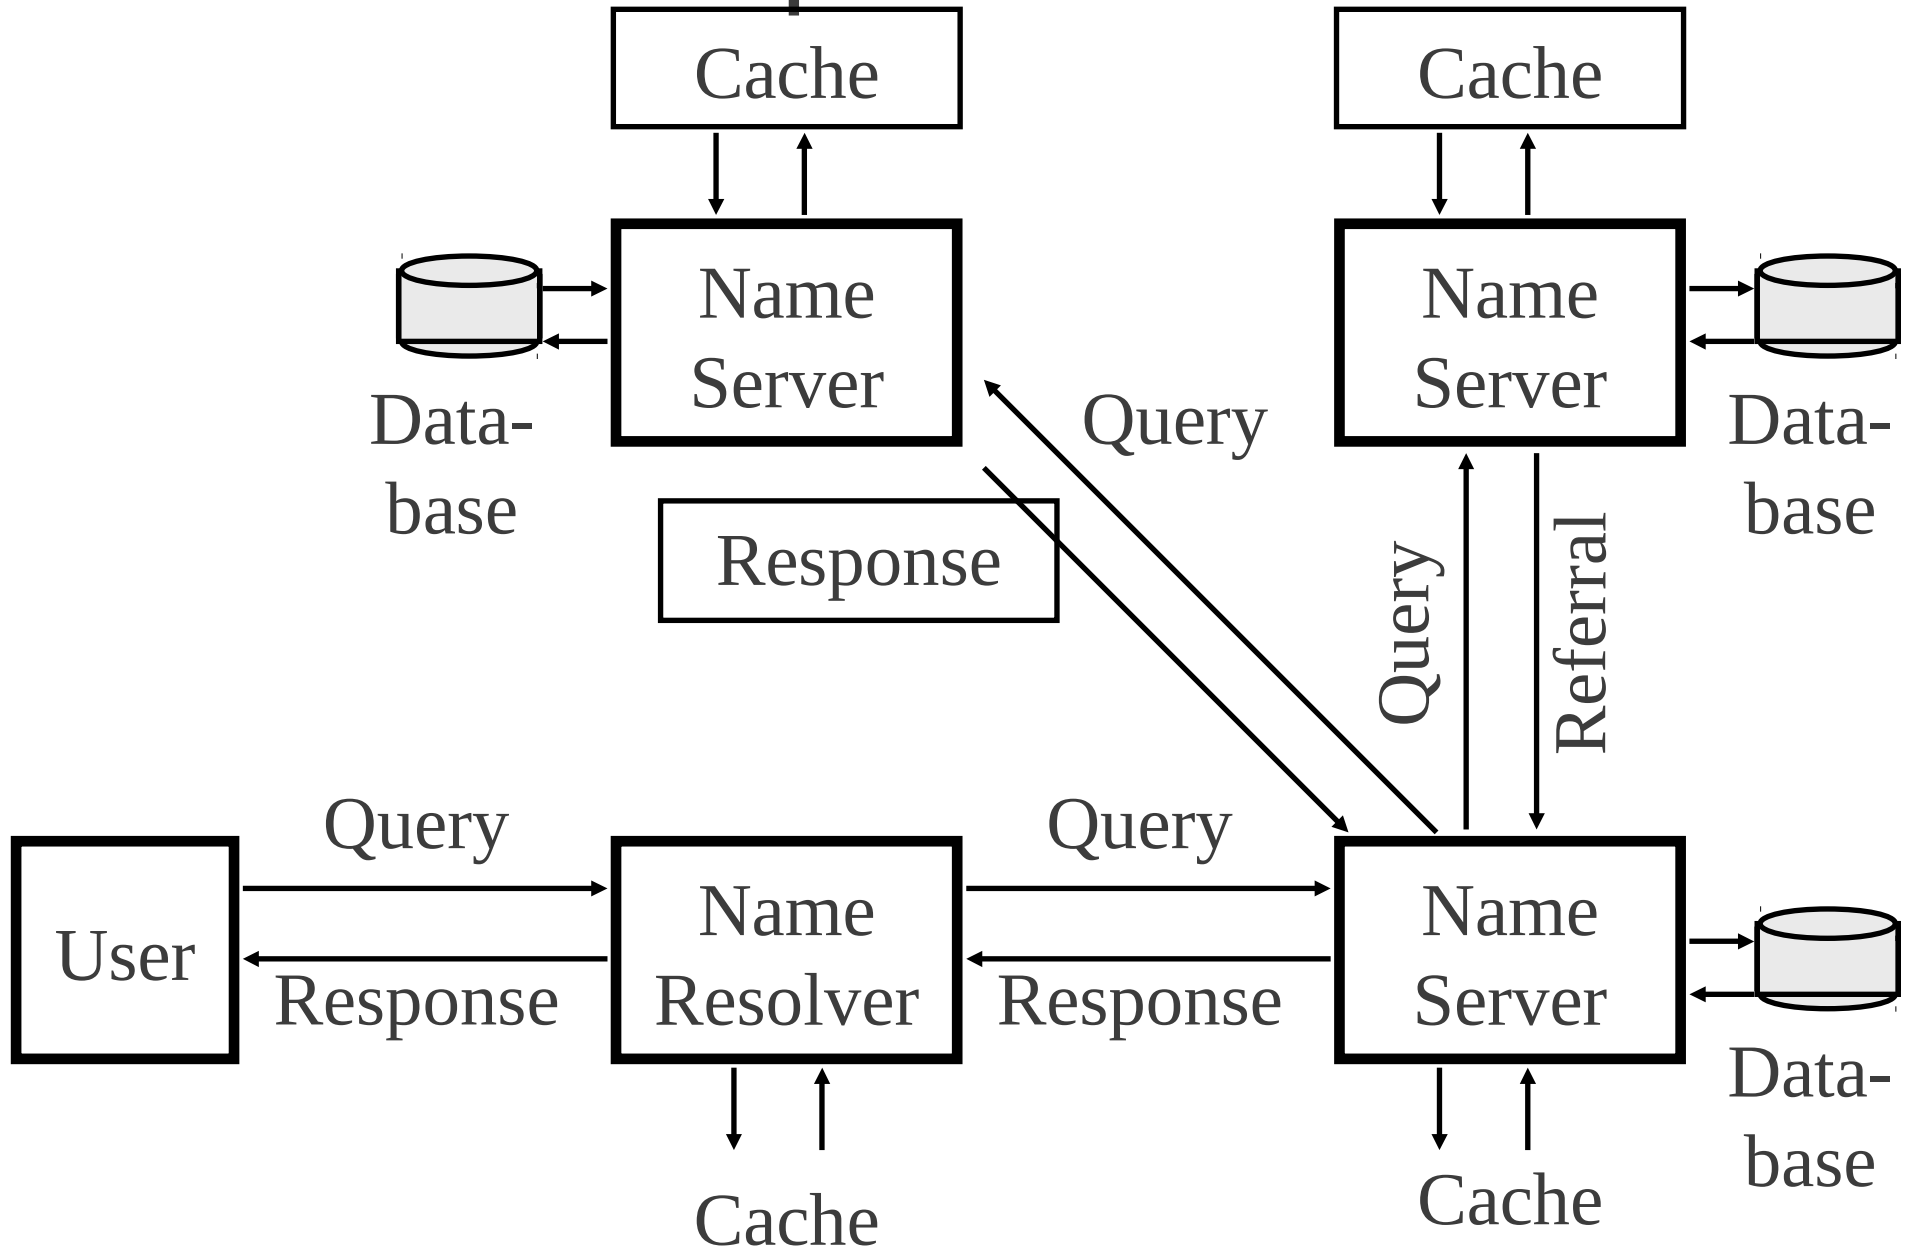 Cache
Cache
Name
Server
Name
Server
Data-
base
Query
Data-
base
Response
Query
Referral
Query
Query
User
Name
Resolver
Name
Server
Response
Response
Data-
base
Cache
Cache